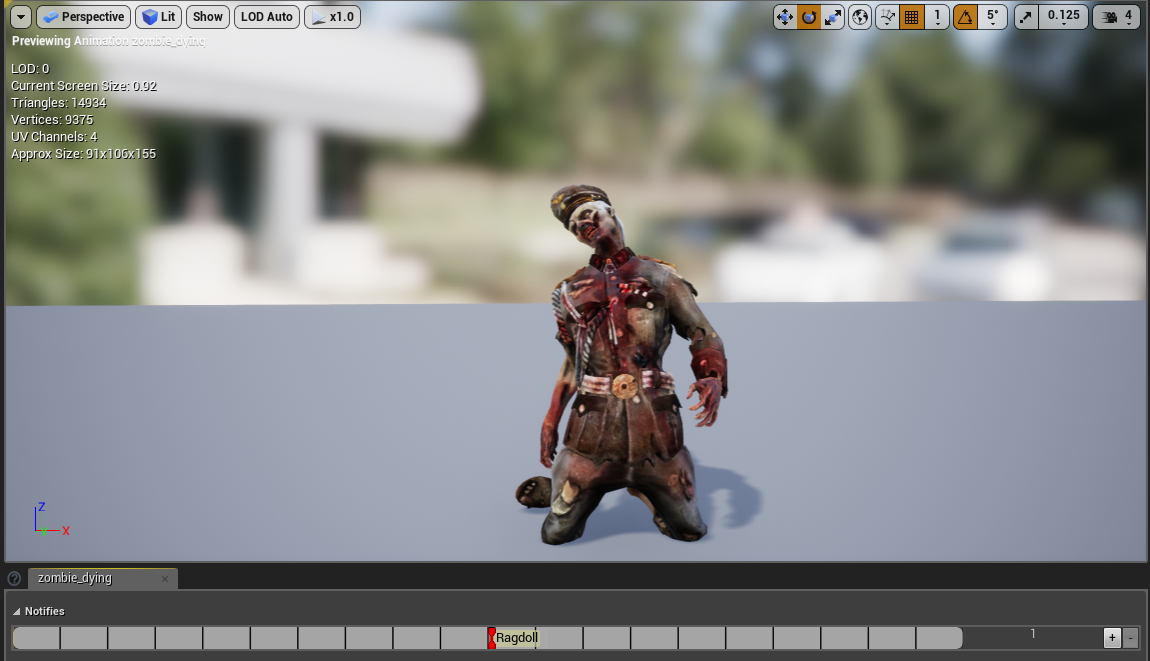 Perspective Lit Show LOD Auto x1.0 1 5° 0.125 4
Previewing Animation zombie_dying
LOD: 0
Current Screen Size: 0.92
Triangles: 14934
Vertices: 9375
UV Channels: 4
Approx Size: 91x106x155
Z
X
? zombie_dying ×
Notifies
Ragdoll 1 + -